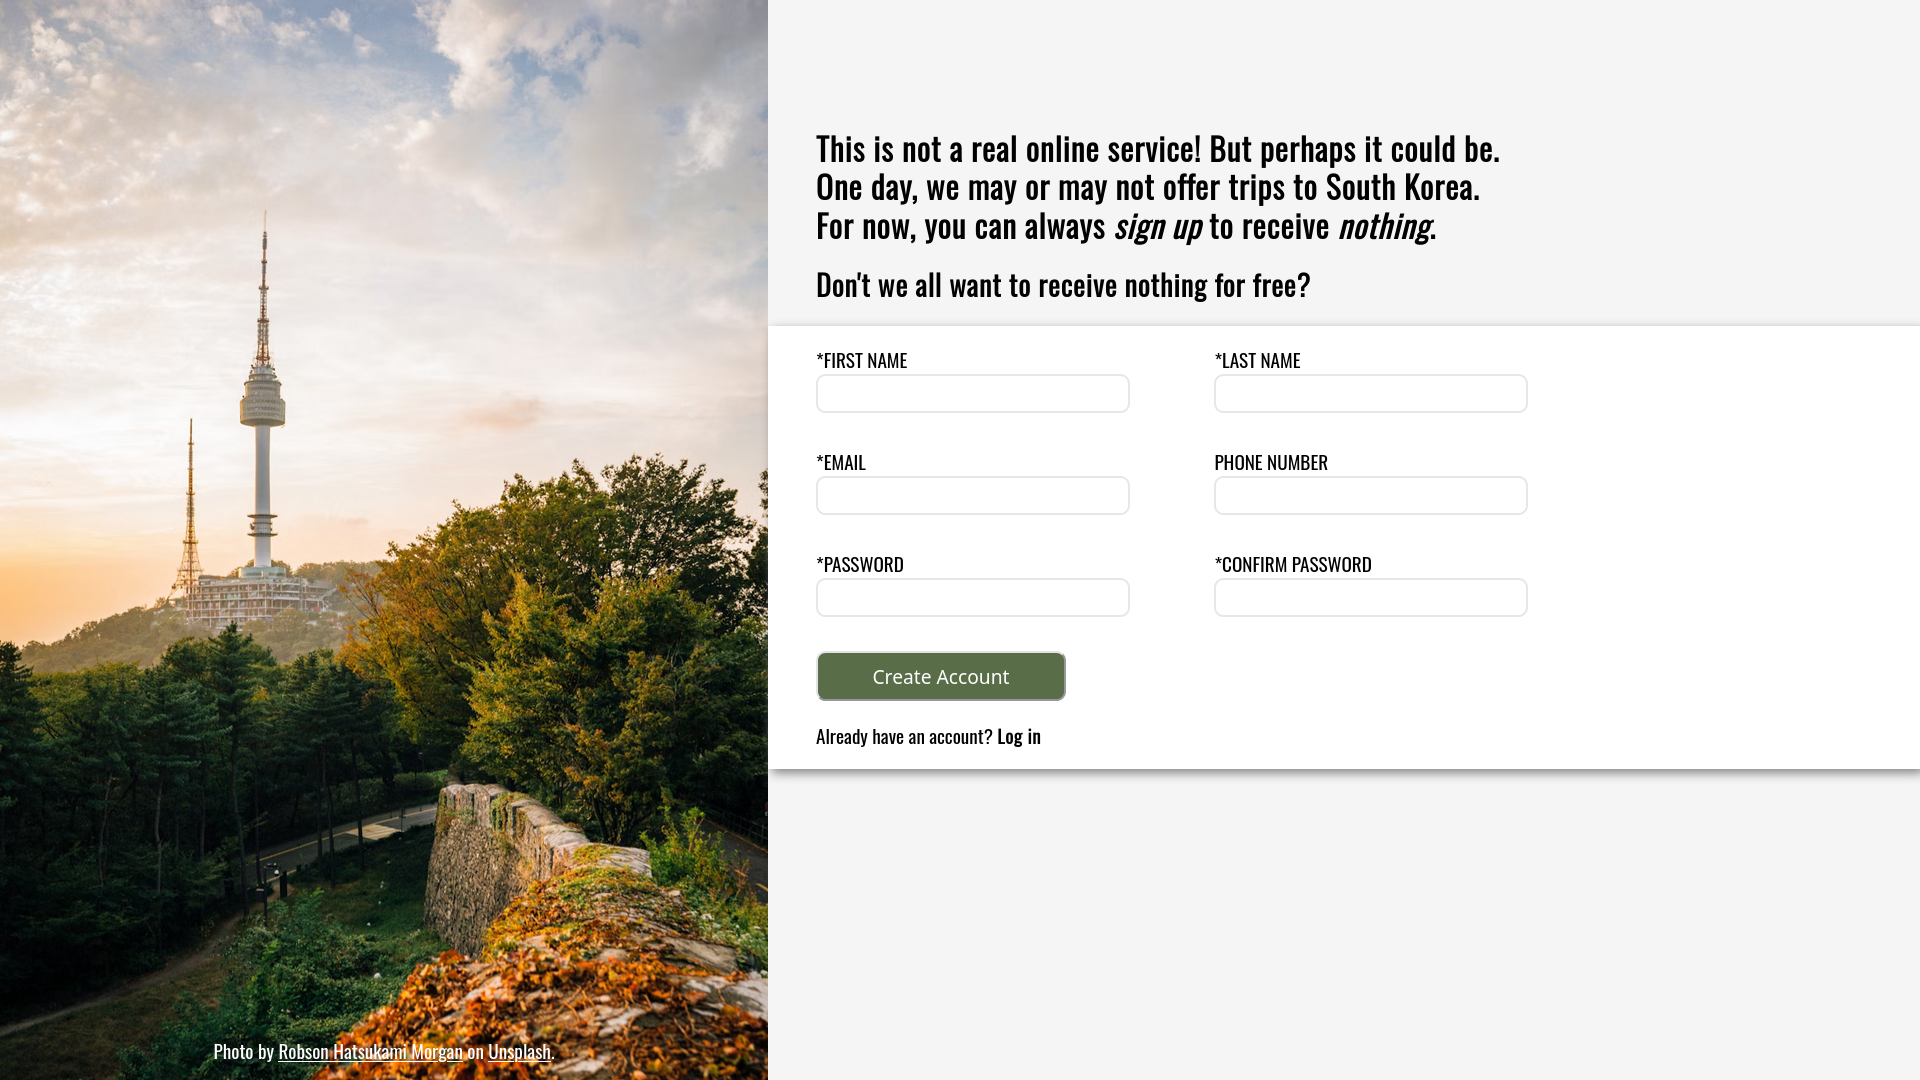 This is not a real online service! But perhaps it could be.
One day, we may or may not offer trips to South Korea.
For now, you can always sign up to receive nothing.
Don't we all want to receive nothing for free?
*FIRST NAME
*LAST NAME
*EMAIL
PHONE NUMBER
*PASSWORD
*CONFIRM PASSWORD
Create Account
Already have an account? Log in
Photo by Robson Hatsukami Morgan on Unsplash.